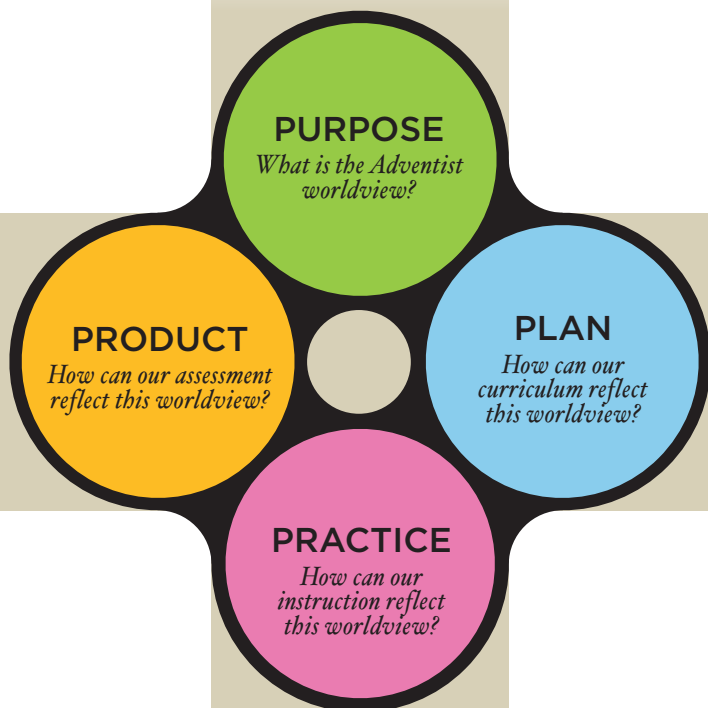 PURPOSE
What is the Adventist
worldview?
PRODUCT
How can our assessment
reflect this worldview?
PLAN
How can our
curriculum reflect
this worldview?
PRACTICE
How can our
instruction reflect
this worldview?